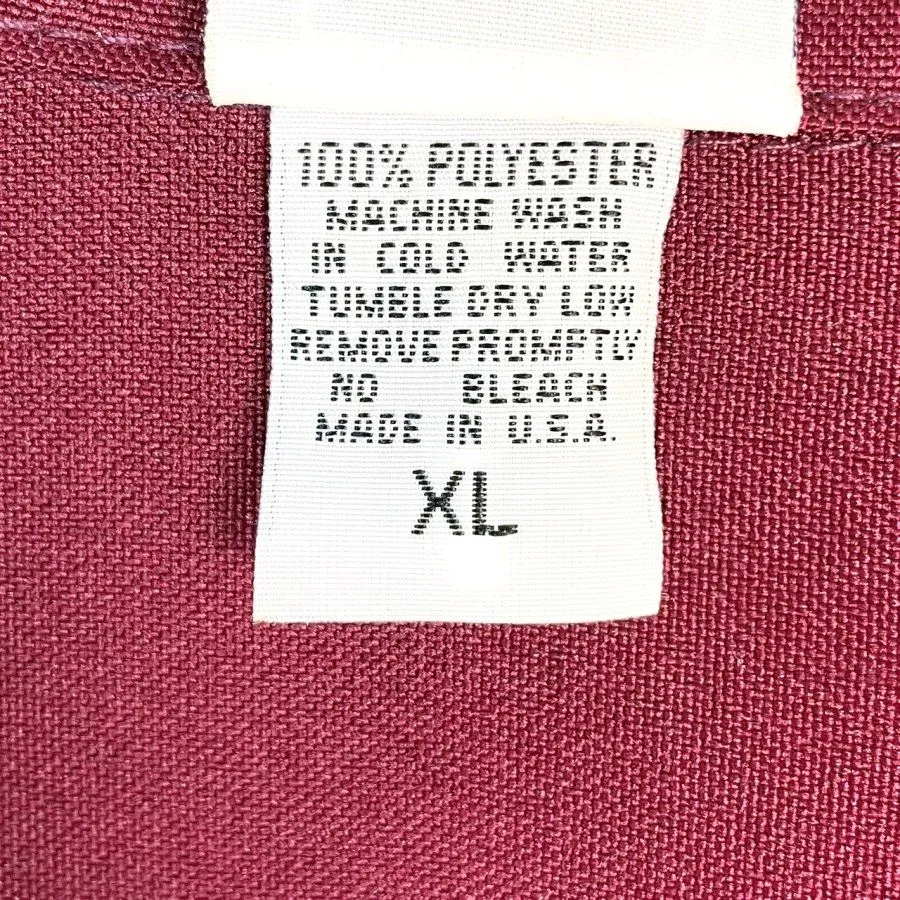 100% POLYESTER
MACHINE WASH
IN COLD WATER
TUMBLE DRY LOW
REMOVE PROMPTLY
NO BLEACH
MADE IN U.S.A.
XL